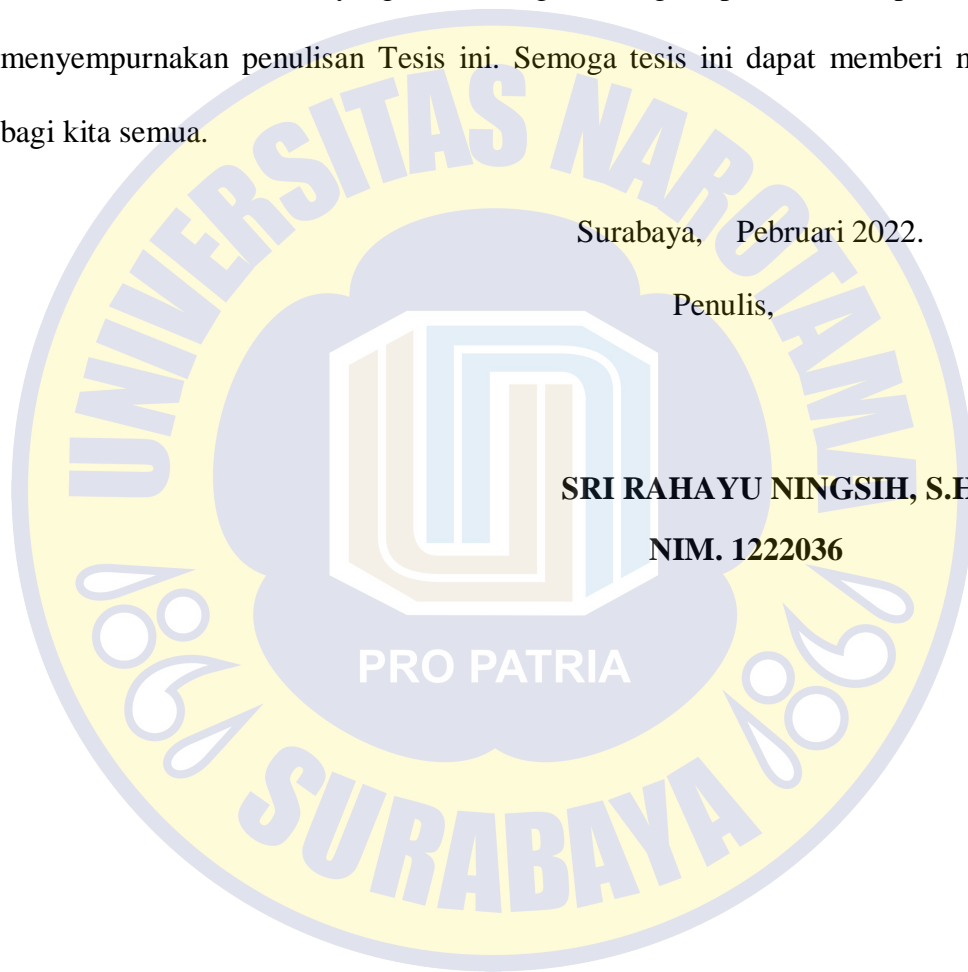 menyempurnakan penulisan Tesis ini. Semoga tesis ini dapat memberi
bagi kita semua.
Surabaya, Pebruari 2022.
Penulis,
SRI RAHAYU NINGSIH, S.H
NIM. 1222036
UNIVERSITAS NAROTAMA
PRO PATRIA
SURABAYA